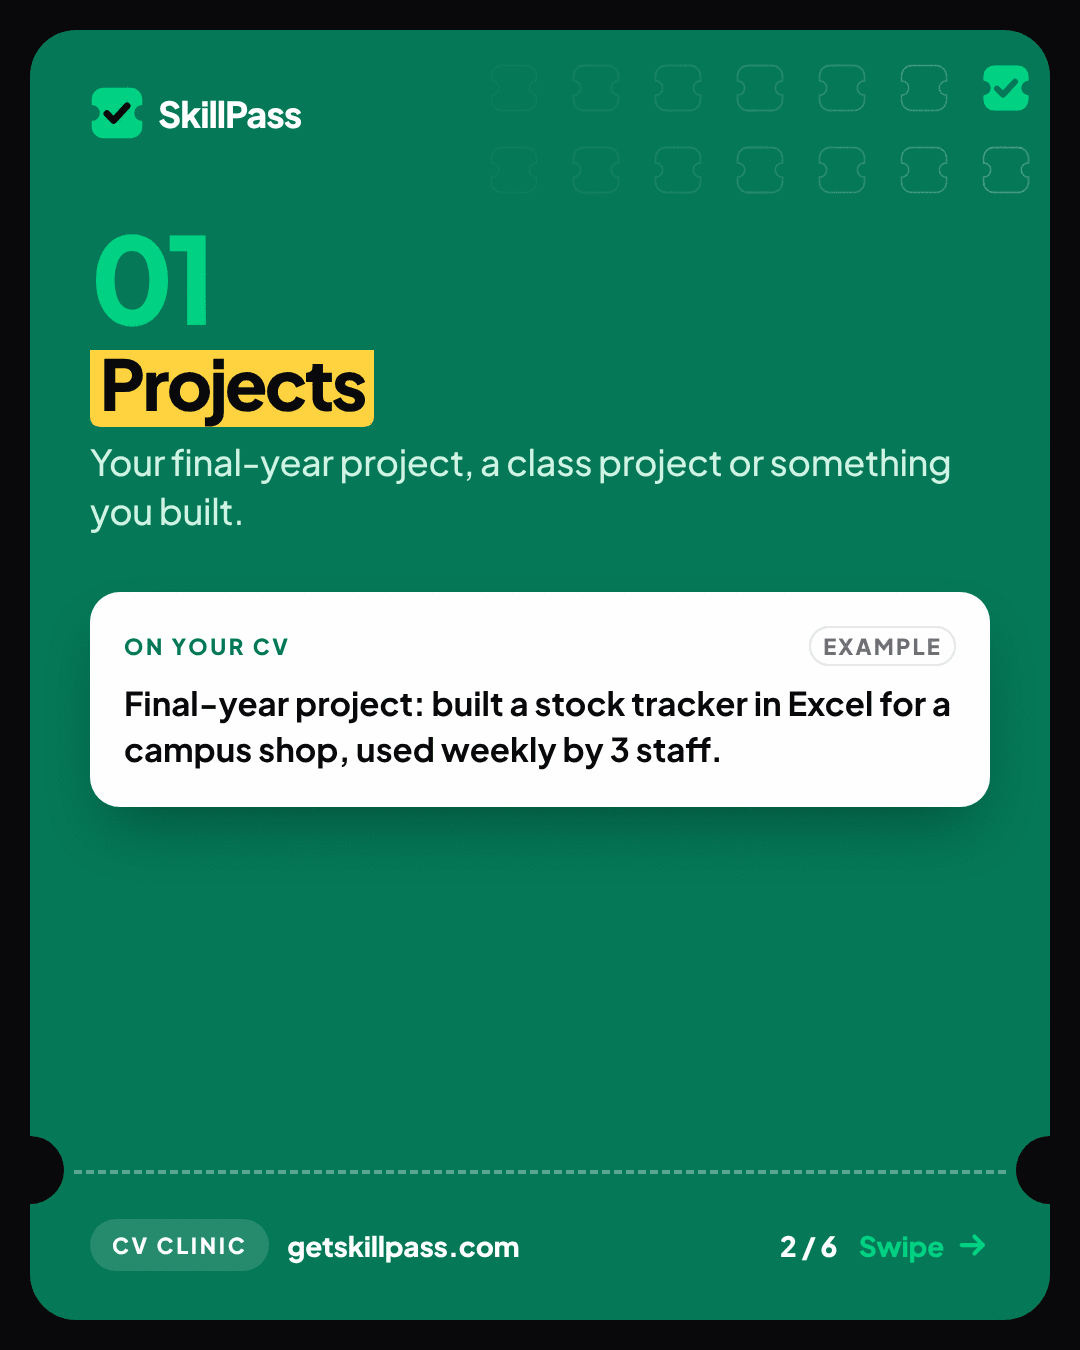 SkillPass
01
Projects
Your final-year project, a class project or something
you built.
ON YOUR CV
EXAMPLE
Final-year project: built a stock tracker in Excel for a
campus shop, used weekly by 3 staff.
CV CLINIC
getskillpass.com
2 / 6
Swipe →